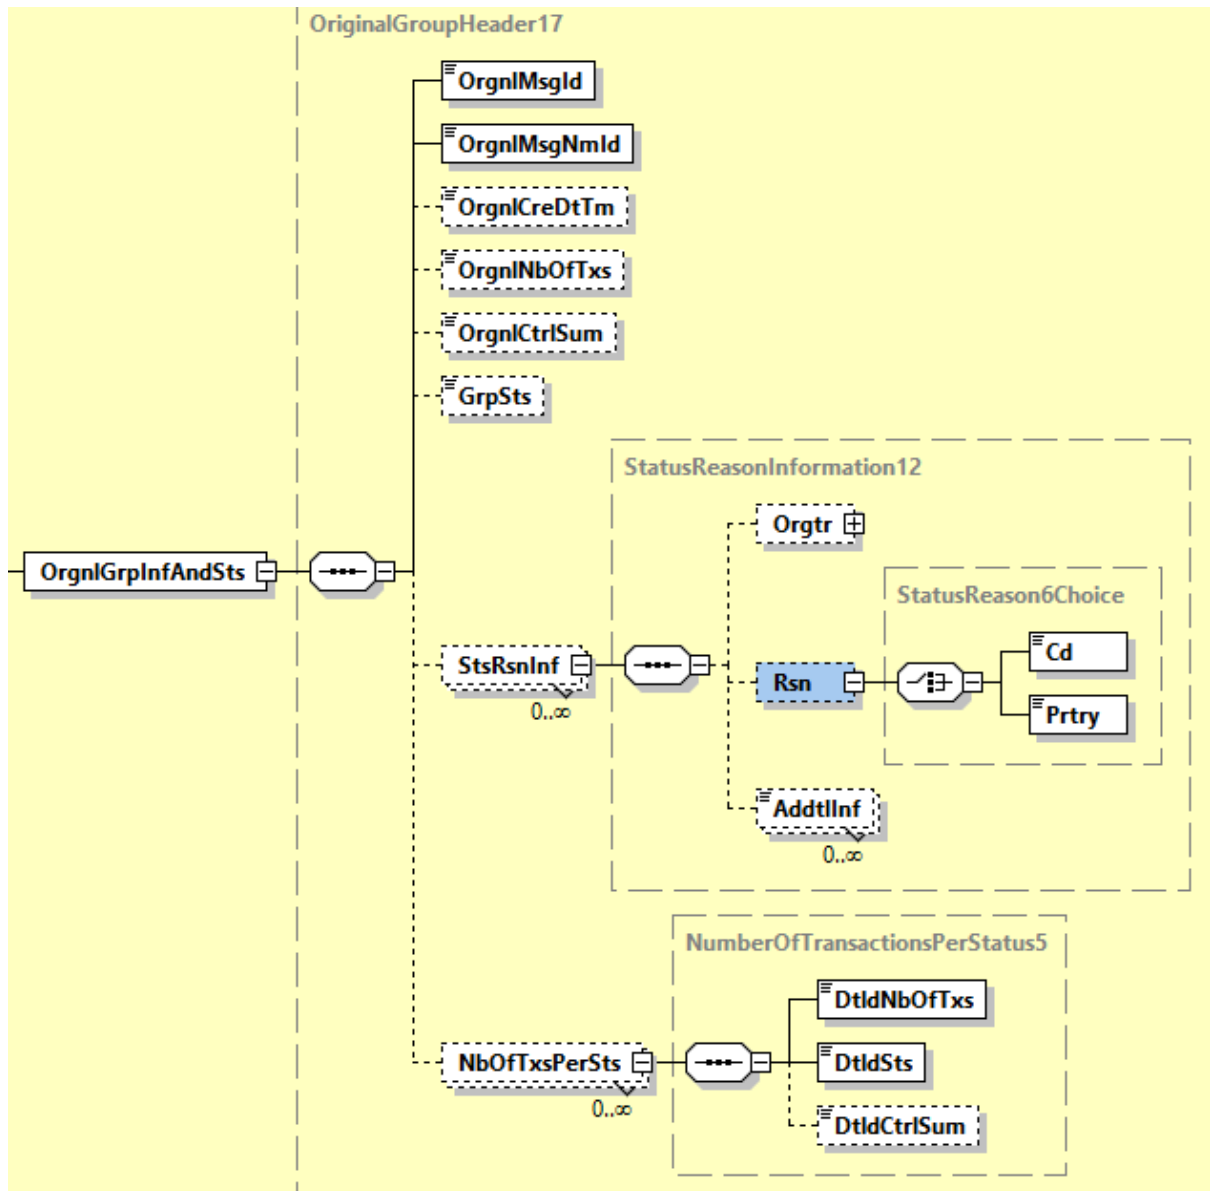 OriginalGroupHeader17
OrgnlMsgId
OrgnlMsgNmId
OrgnlCreDtTm
OrgnlNbOfTxs
OrgnlCtrlSum
GrpSts
StatusReasonInformation12
Orgtr
OrgnlGrpInfAndSts
StatusReason6Choice
Cd
StsRsnInf
Rsn
0..∞
Prtry
AddtlInf
0..∞
NumberOfTransactionsPerStatus5
DtldNbOfTxs
NbOfTxsPerSts
DtldSts
0..∞
DtldCtrlSum